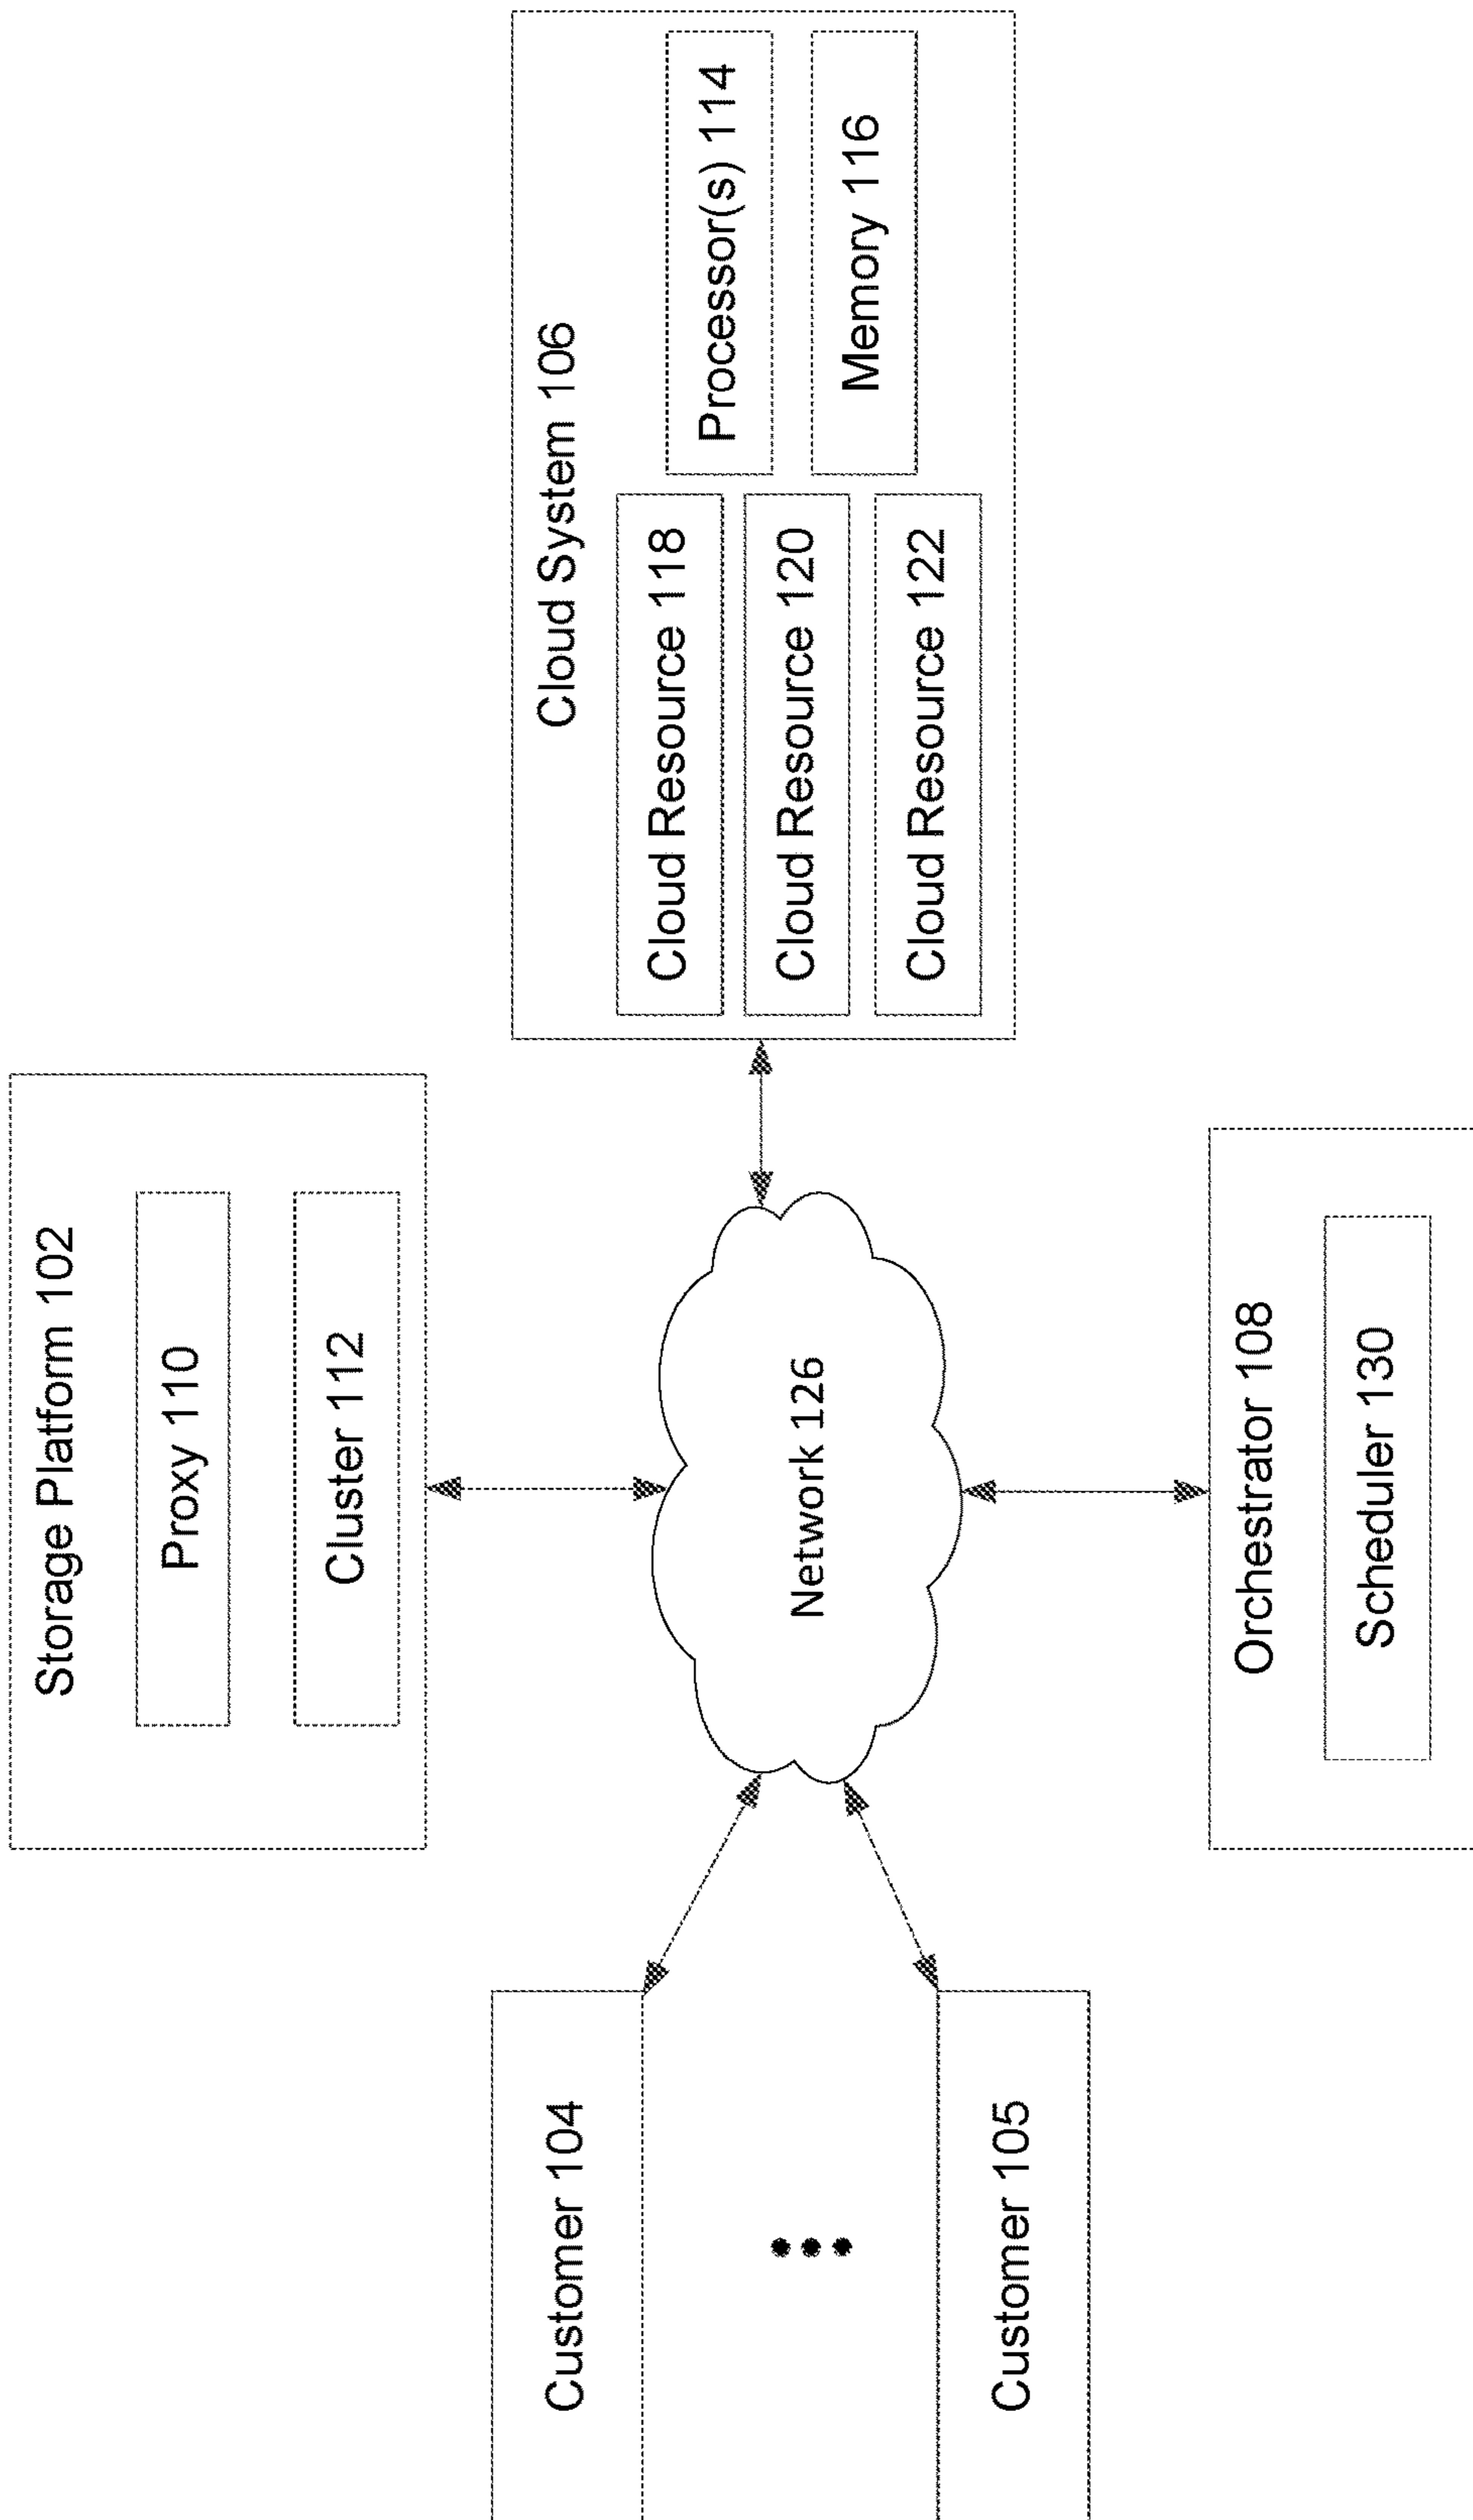 Storage Platform 102
Proxy 110
Cluster 112
Customer 104
Customer 105
Network 126
Cloud System 106
Cloud Resource 118
Cloud Resource 120
Cloud Resource 122
Processor(s) 114
Memory 116
Orchestrator 108
Scheduler 130